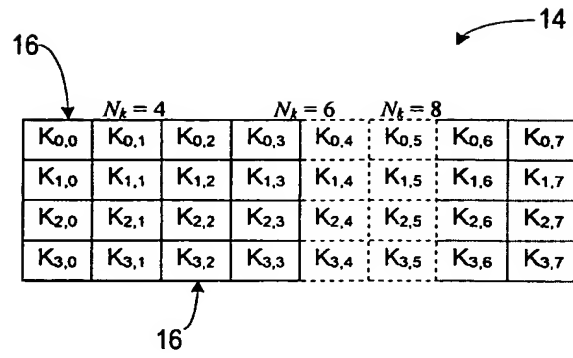 14
16
Nk = 4 Nk = 6 Nk = 8
K0,0 K0,1 K0,2 K0,3 K0,4 K0,5 K0,6 K0,7
K1,0 K1,1 K1,2 K1,3 K1,4 K1,5 K1,6 K1,7
K2,0 K2,1 K2,2 K2,3 K2,4 K2,5 K2,6 K2,7
K3,0 K3,1 K3,2 K3,3 K3,4 K3,5 K3,6 K3,7
16